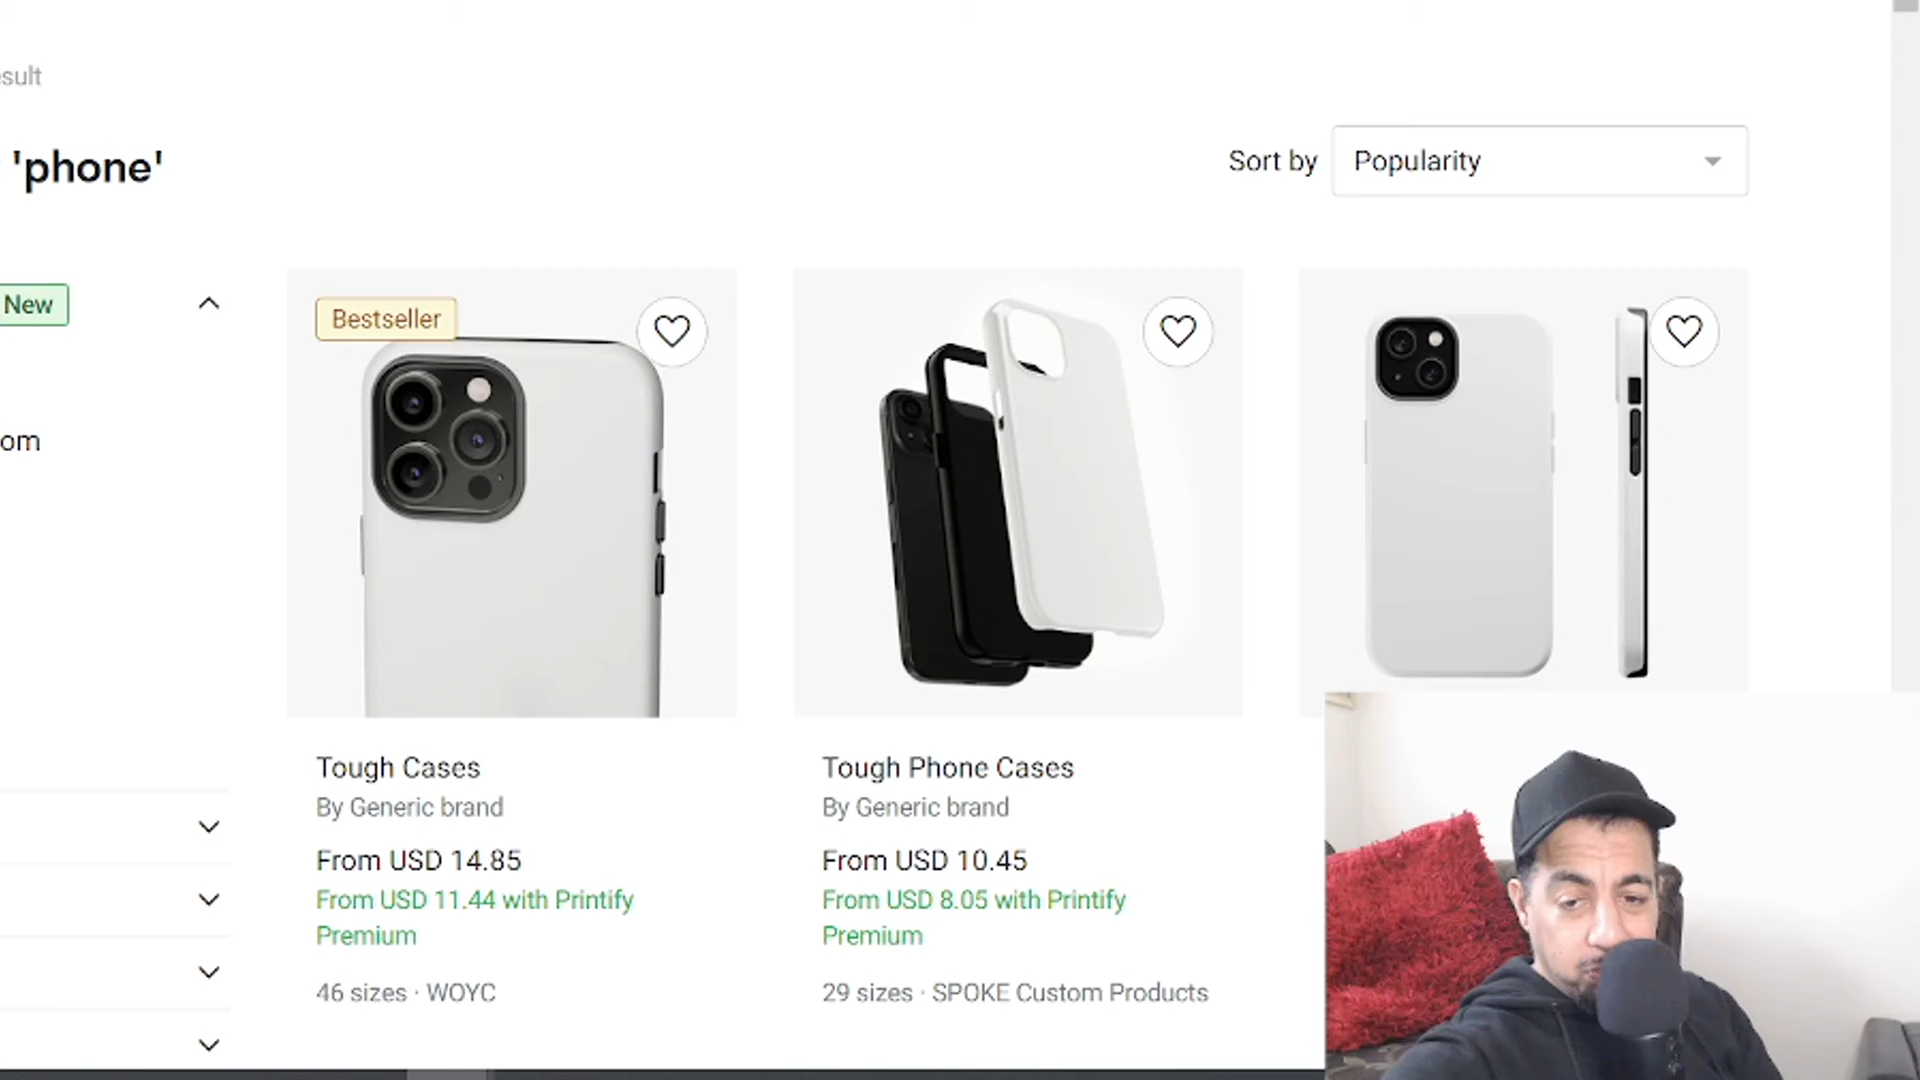 sult
'phone'
Sort by
Popularity
New
om
Bestseller
Tough Cases
By Generic brand
From USD 14.85
From USD 11.44 with Printify
Premium
46 sizes · WOYC
Tough Phone Cases
By Generic brand
From USD 10.45
From USD 8.05 with Printify
Premium
29 sizes · SPOKE Custom Products